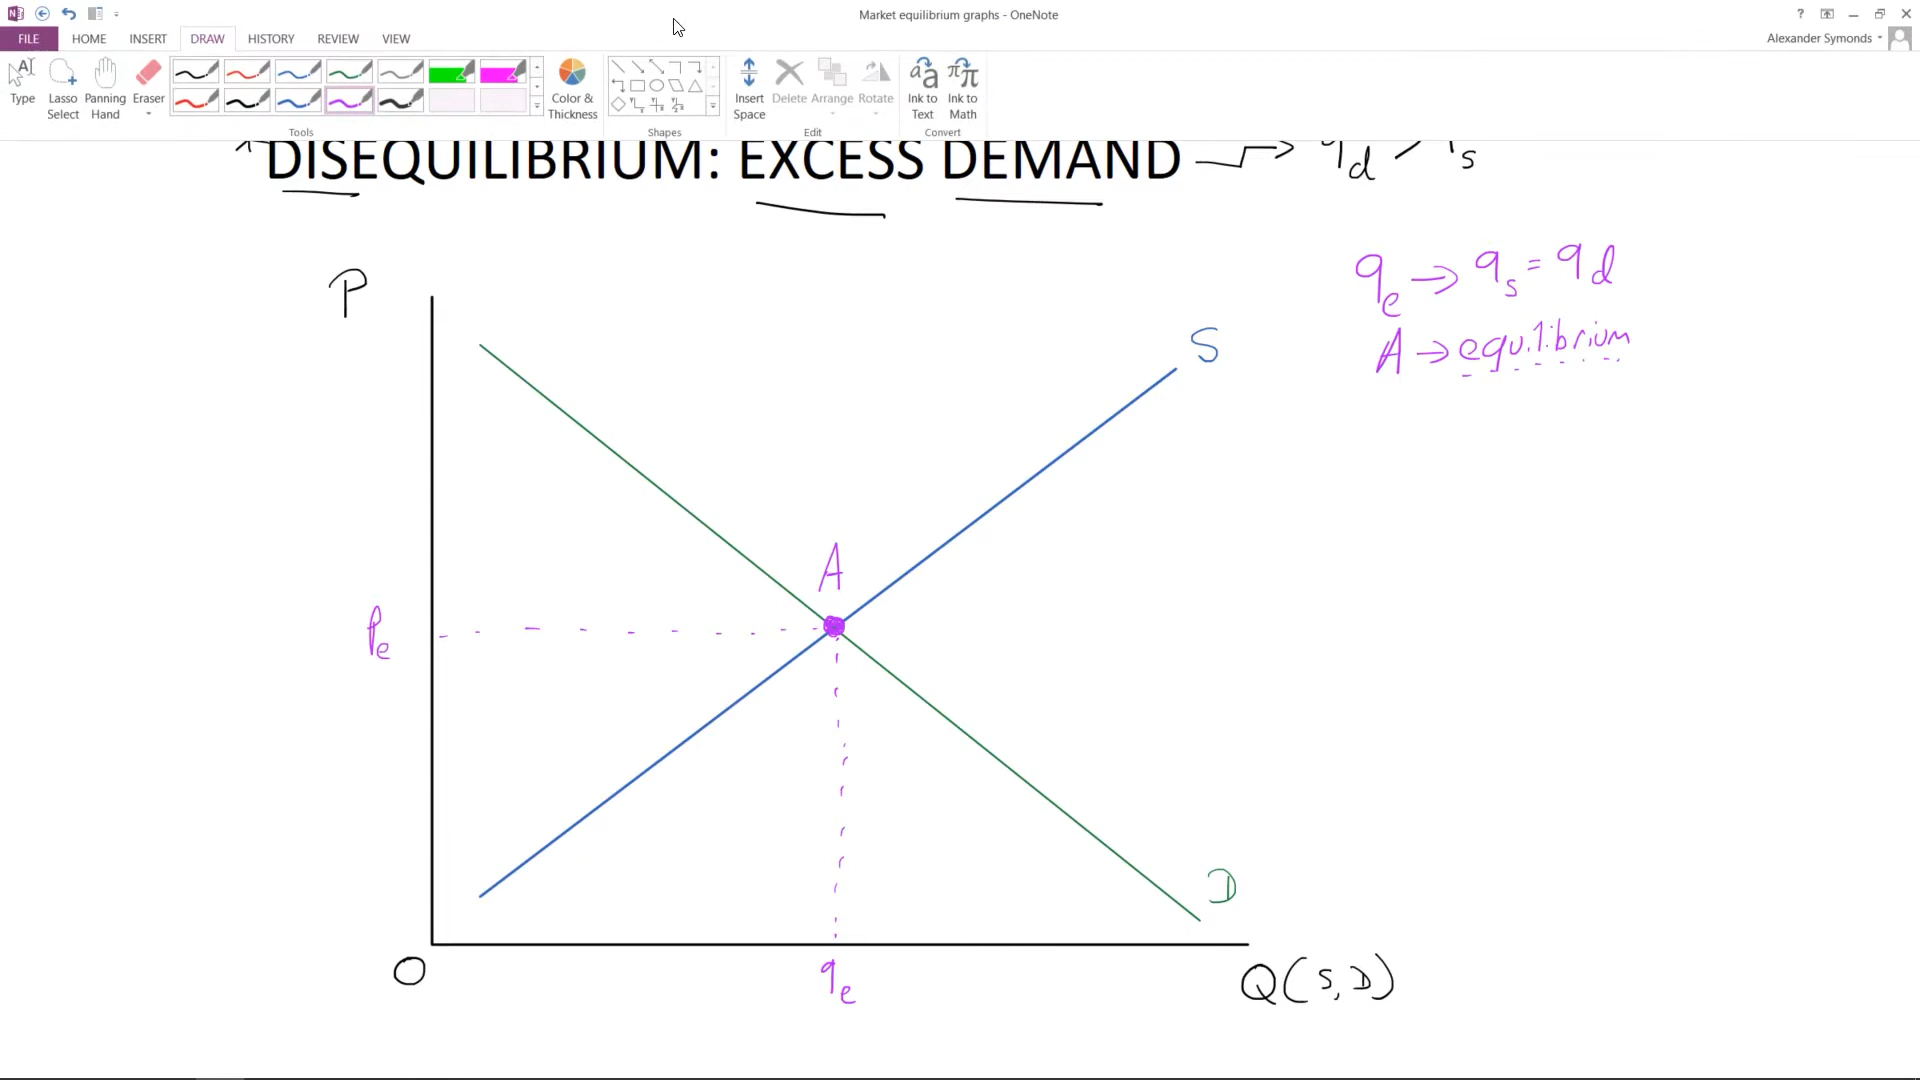 Market equilibrium graphs - OneNote
?
FILE HOME INSERT DRAW HISTORY REVIEW VIEW
Alexander Symonds
Type
Lasso Select
Panning Hand
Eraser
Color & Thickness
Insert Space
Delete
Arrange
Rotate
Ink to Text
Ink to Math
Tools
Shapes
Edit
Convert
DISEQUILIBRIUM: EXCESS DEMAND → qd > qs
qe → qs = qd
A → equilibrium
P
S
A
Pe
D
O
qe
Q(S,D)